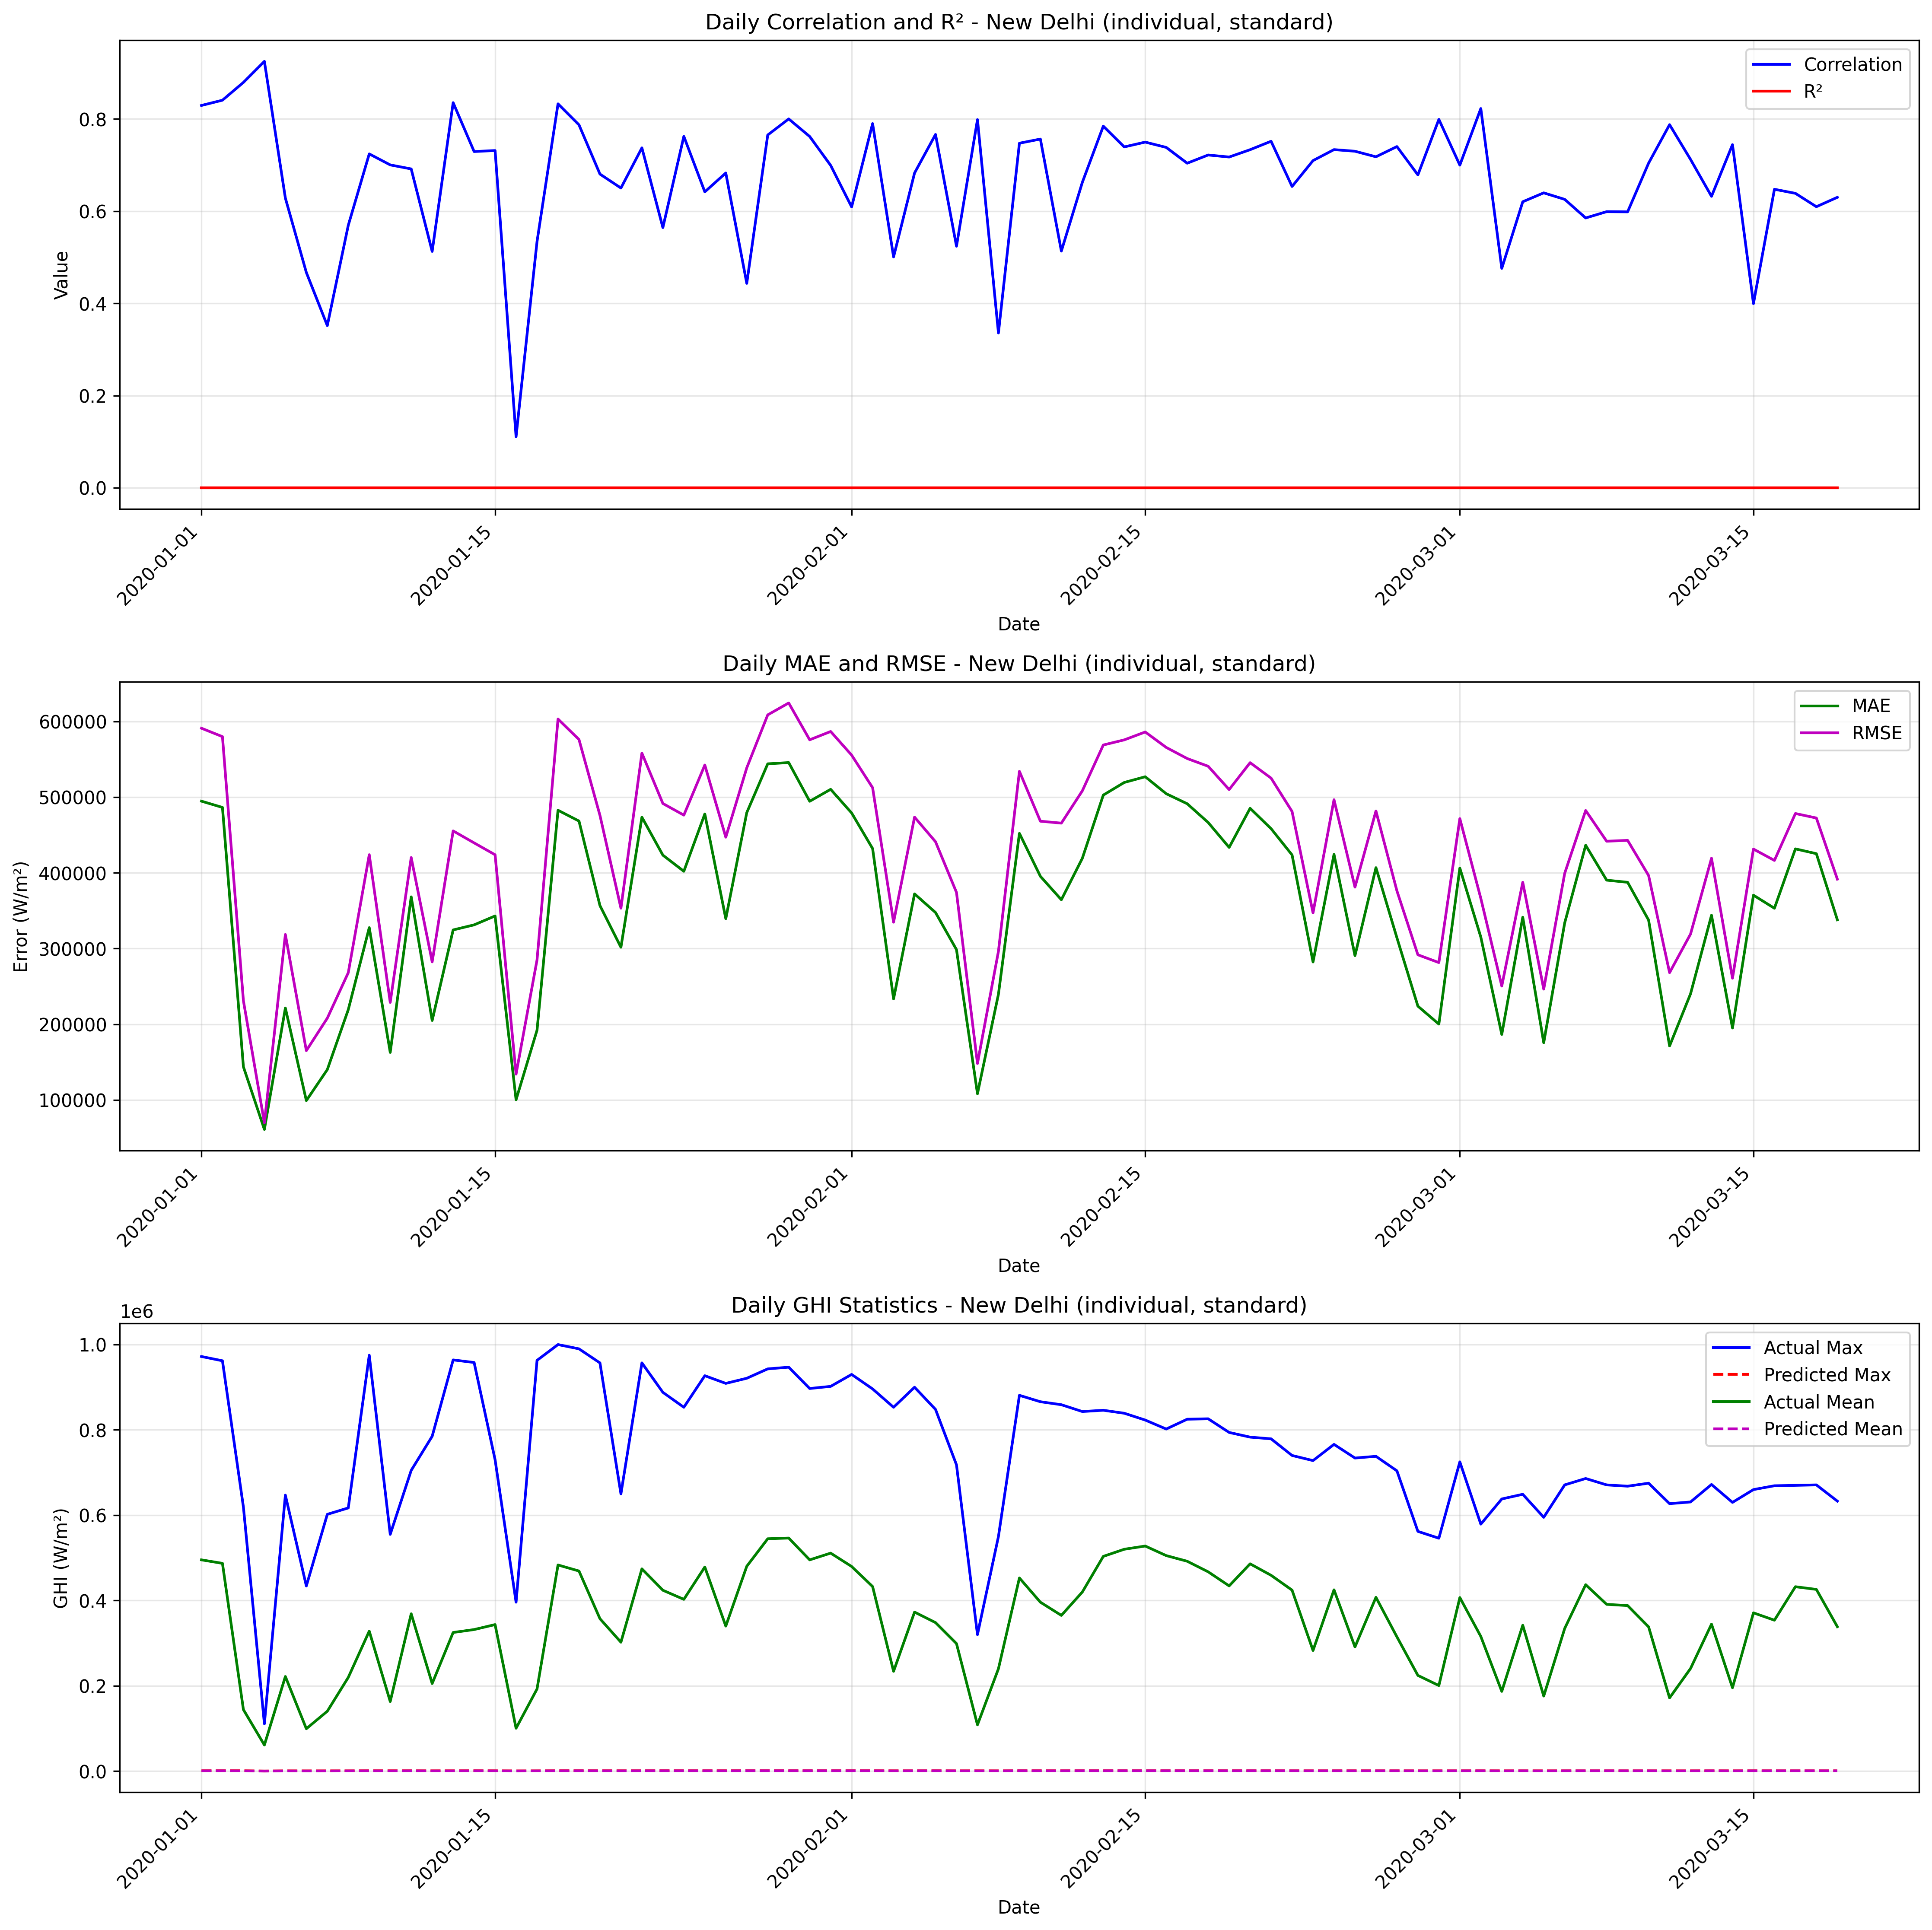 Daily Correlation and R² - New Delhi (individual, standard)
Correlation
R²
Value
0.8
0.6
0.4
0.2
0.0
2020-01-01
2020-01-15
2020-02-01
2020-02-15
2020-03-01
2020-03-15
Date
Daily MAE and RMSE - New Delhi (individual, standard)
MAE
RMSE
Error (W/m²)
600000
500000
400000
300000
200000
100000
2020-01-01
2020-01-15
2020-02-01
2020-02-15
2020-03-01
2020-03-15
Date
Daily GHI Statistics - New Delhi (individual, standard)
1e6
Actual Max
Predicted Max
Actual Mean
Predicted Mean
GHI (W/m²)
1.0
0.8
0.6
0.4
0.2
0.0
2020-01-01
2020-01-15
2020-02-01
2020-02-15
2020-03-01
2020-03-15
Date